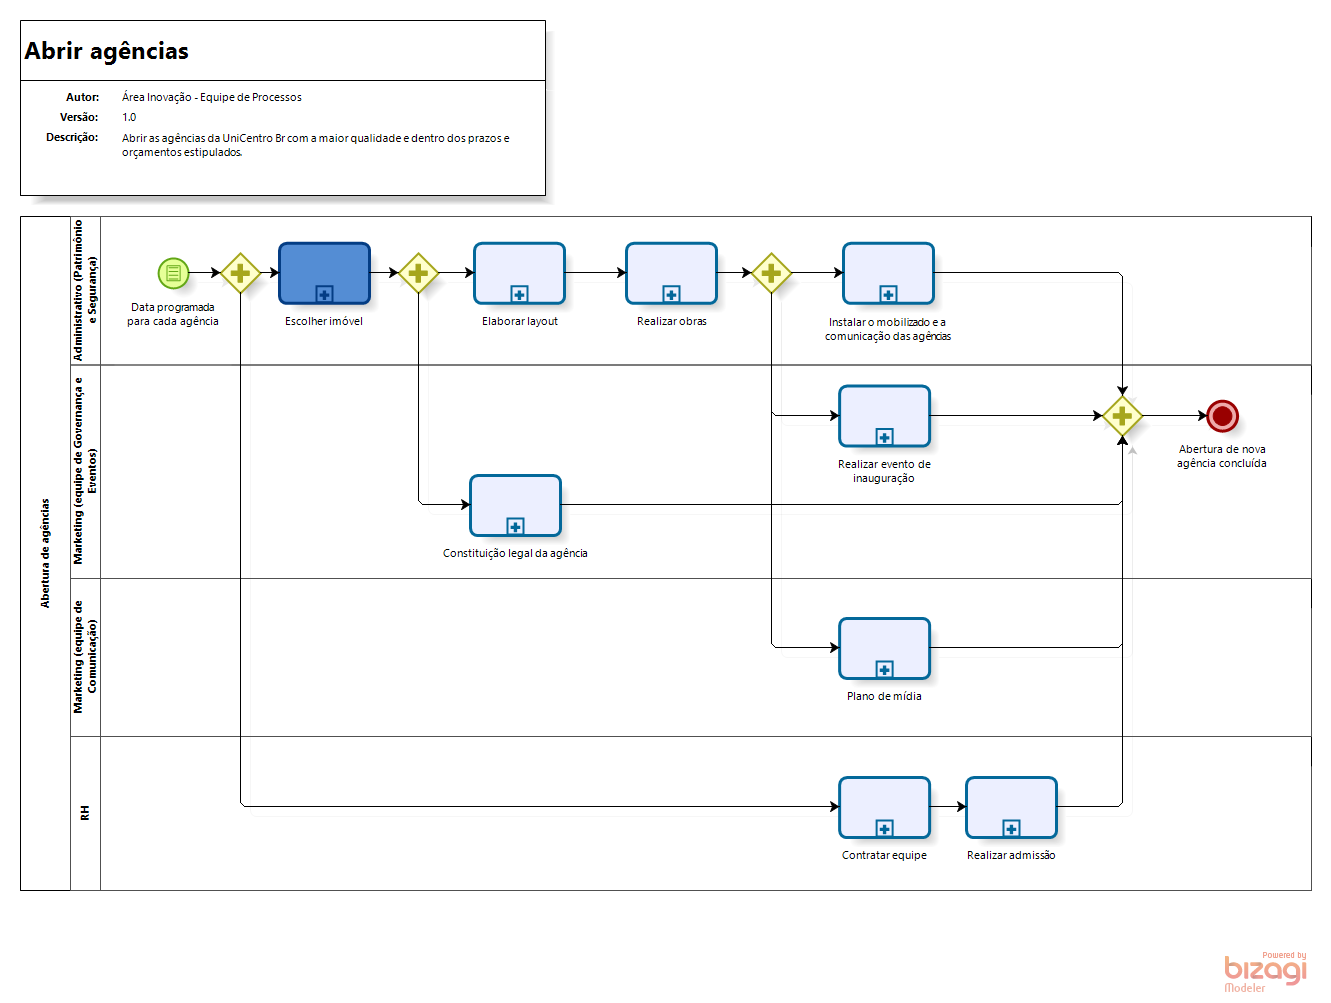 Abrir agências
Autor: Área Inovação - Equipe de Processos
Versão: 1.0
Descrição: Abrir as agências da UniCentro Br com a maior qualidade e dentro dos prazos e
orçamentos estipulados.
Abertura de agências
Administrativo (Patrimônio
e Segurança)
Data programada
para cada agência
Escolher imóvel
Elaborar layout
Realizar obras
Instalar o mobilizado e a
comunicação das agências
Marketing (equipe de Governança e
Eventos)
Realizar evento de
inauguração
Abertura de nova
agência concluída
Constituição legal da agência
Marketing (equipe de
Comunicação)
Plano de mídia
RH
Contratar equipe
Realizar admissão
Powered by
bizagi
Modeler